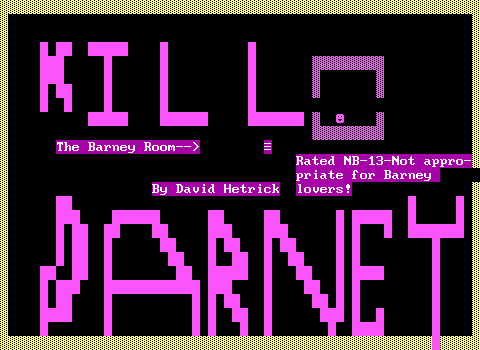 KILL
The Barney Room-->
Rated NB-13-Not appro-
priate for Barney
By David Hetrick
lovers!
BARNEY